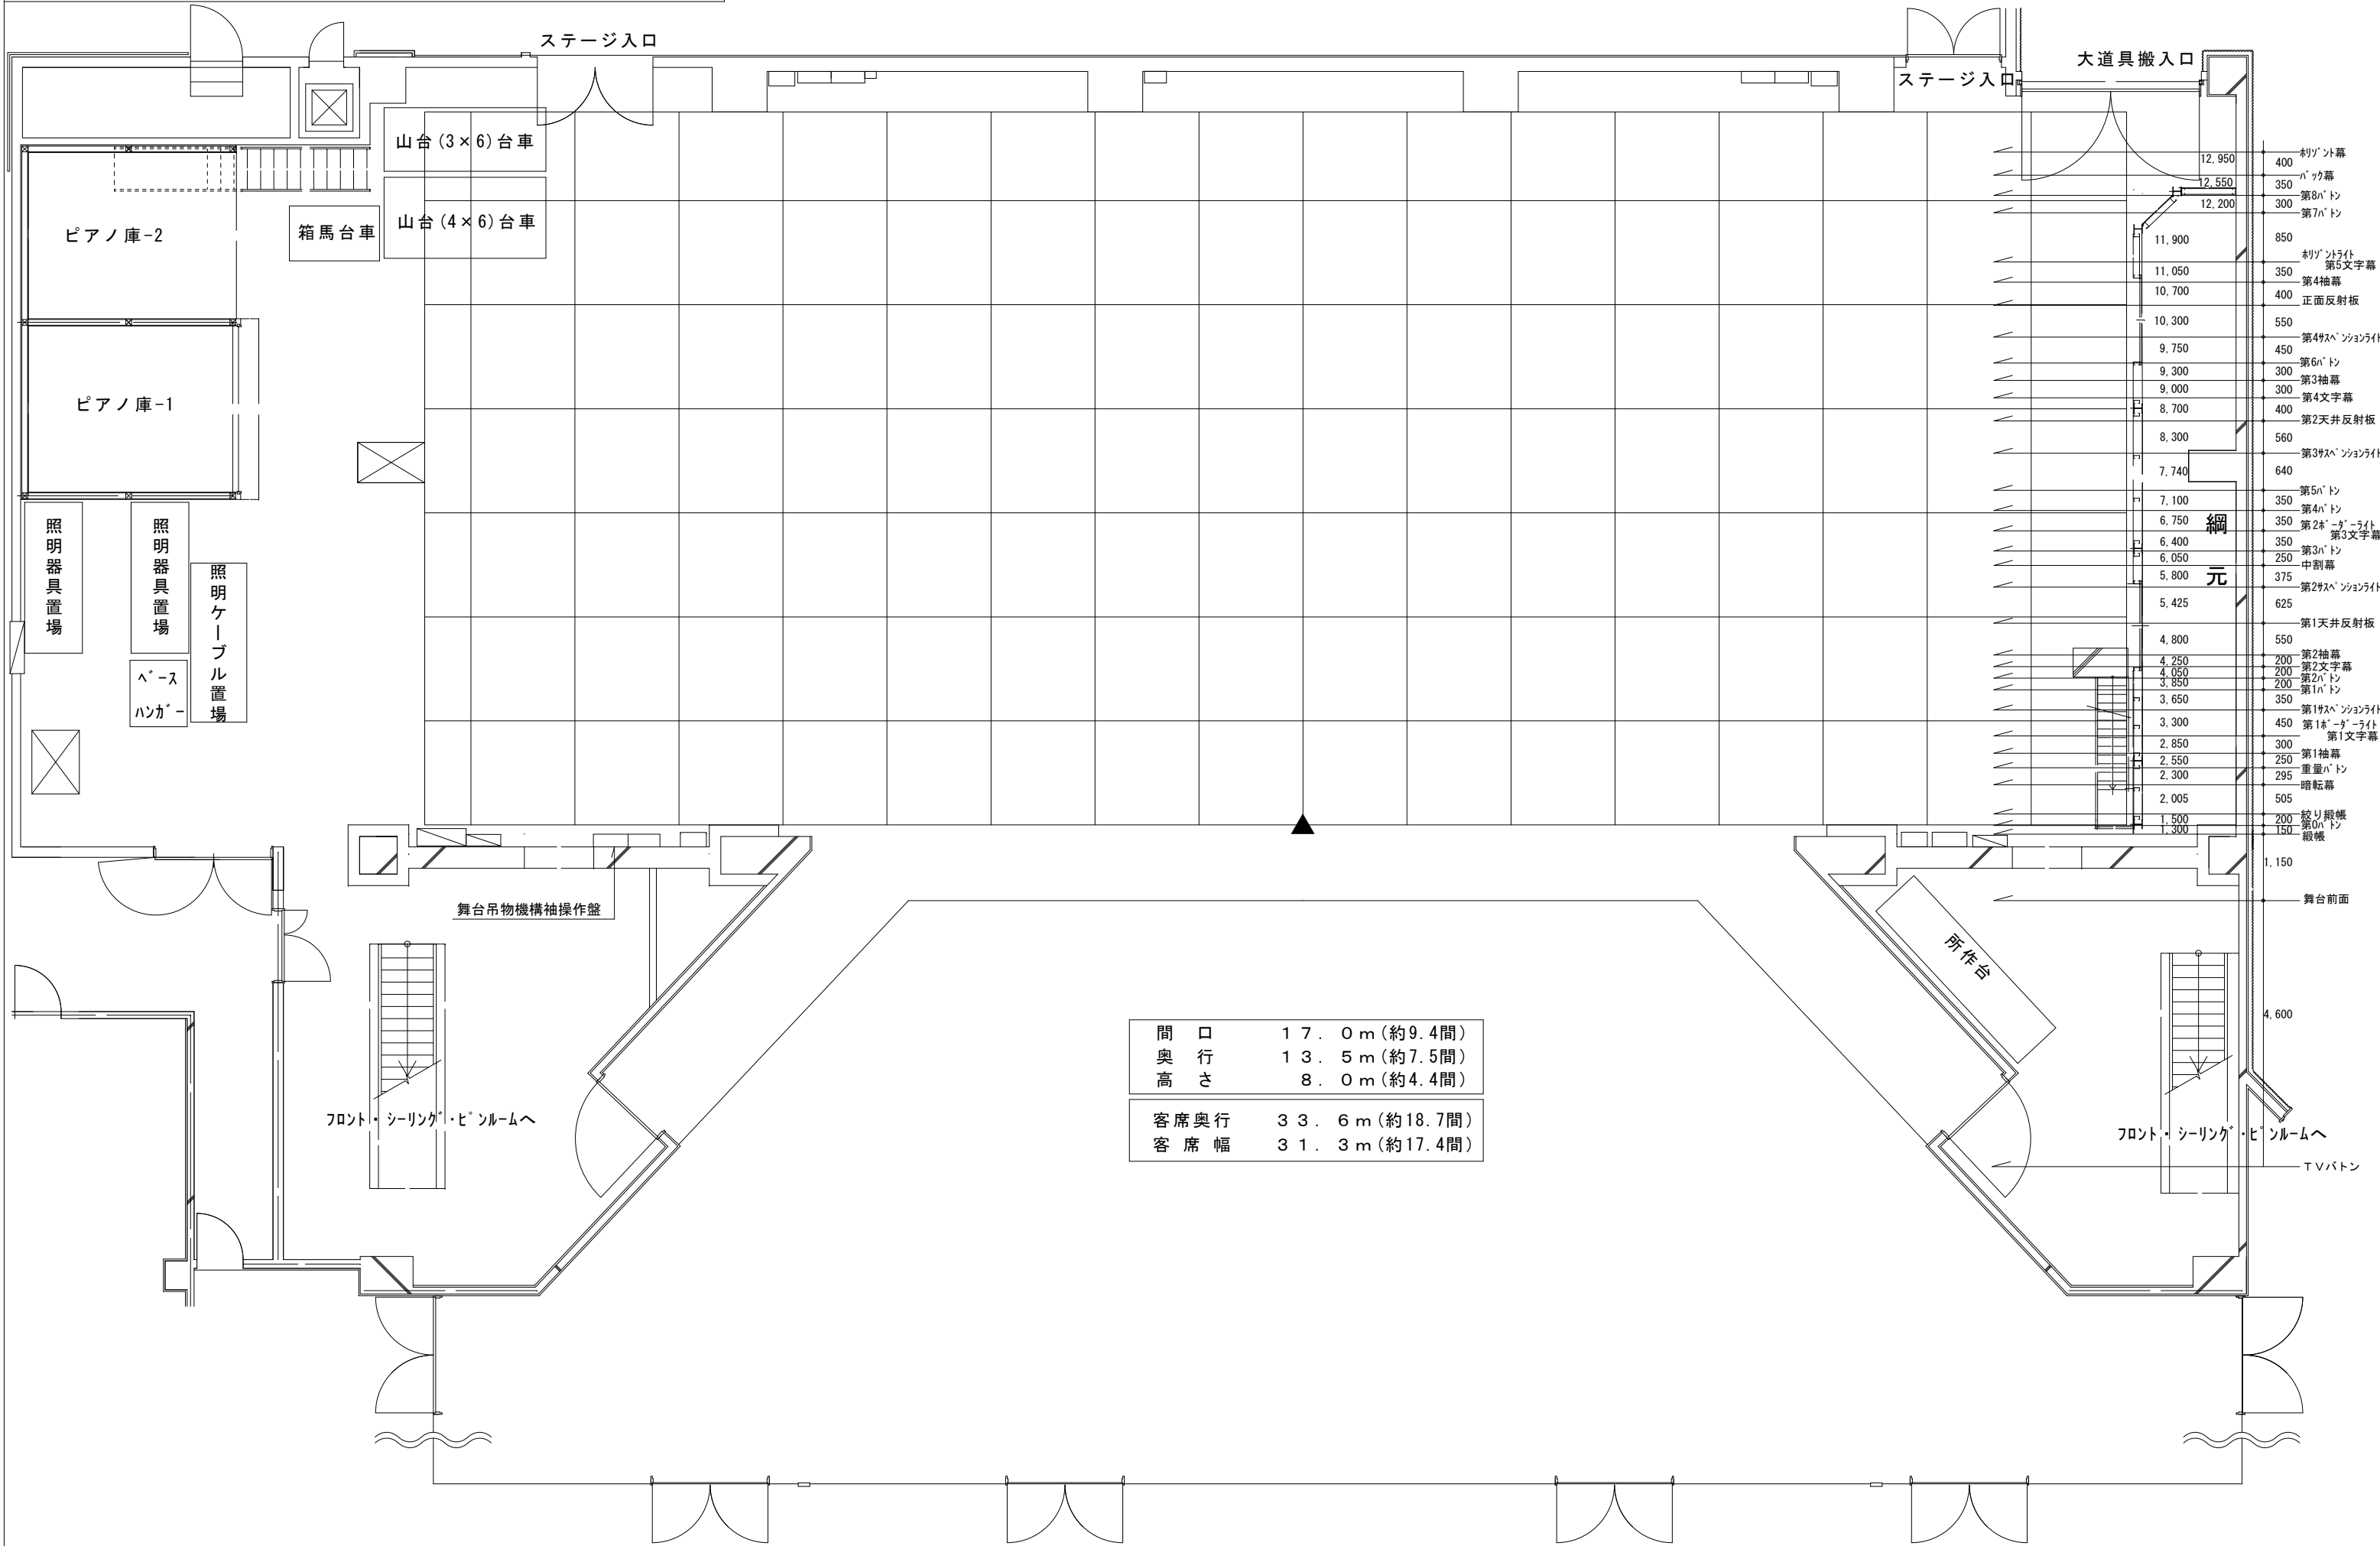 ステージ入口
ステージ入口
大道具搬入口
山台(3×6)台車
山台(4×6)台車
箱馬台車
ピアノ庫-2
ピアノ庫-1
照明器具置場
照明器具置場
照明ケーブル置場
ベース
ハンガー
綱元
12,950
12,550
12,200
11,900
11,050
10,700
10,300
9,750
9,300
9,000
8,700
8,300
7,740
7,100
6,750
6,400
6,050
5,800
5,425
4,800
4,250
4,050
3,850
3,650
3,300
2,850
2,550
2,300
2,005
1,500
1,300
400
350
300
850
350
400
550
450
300
300
400
560
640
350
350
350
250
375
625
550
200
200
200
350
450
300
250
295
505
200
150
1,150
4,600
ホリゾント幕
バック幕
第8バトン
第7バトン
ホリゾントライト
第5文字幕
第4袖幕
正面反射板
第4サスペンションライト
第6バトン
第3袖幕
第4文字幕
第2天井反射板
第3サスペンションライト
第5バトン
第4バトン
第2ボーダーライト
第3文字幕
第3バトン
中割幕
第2サスペンションライト
第1天井反射板
第2袖幕
第2文字幕
第2バトン
第1バトン
第1サスペンションライト
第1ボーダーライト
第1文字幕
第1袖幕
重量バトン
暗転幕
絞り緞帳
第0バトン
緞帳
舞台前面
TVバトン
舞台吊物機構袖操作盤
所作台
フロント・シーリング・ピンルームへ
フロント・シーリング・ピンルームへ
間口 17.0m(約9.4間)
奥行 13.5m(約7.5間)
高さ 8.0m(約4.4間)
客席奥行 33.6m(約18.7間)
客席幅 31.3m(約17.4間)